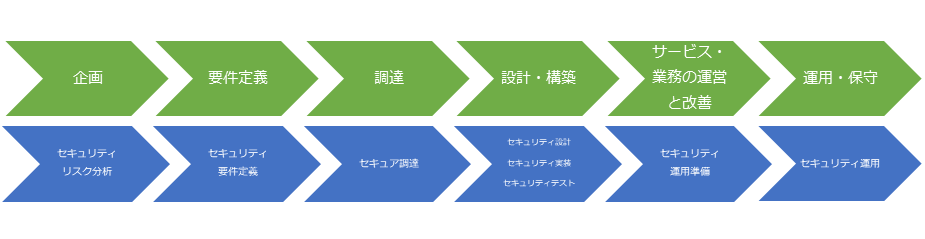 企画
要件定義
調達
設計・構築
サービス・
業務の運営
と改善
運用・保守
セキュリティ
リスク分析
セキュリティ
要件定義
セキュア調達
セキュリティ設計
セキュリティ実装
セキュリティテスト
セキュリティ
運用準備
セキュリティ運用